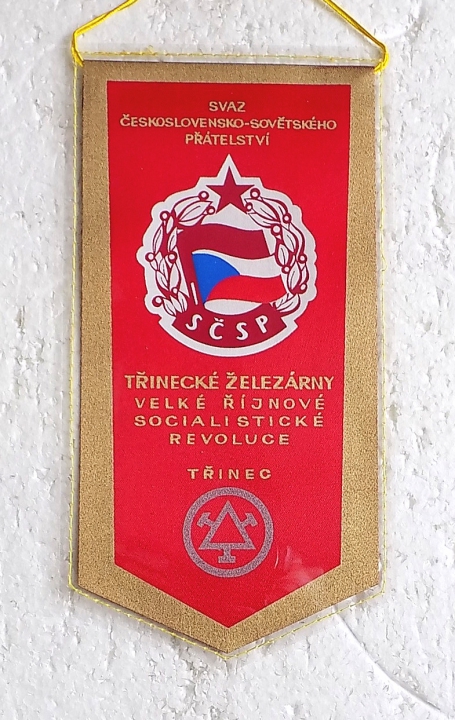 SVAZ
ČESKOSLOVENSKO-SOVĚTSKÉHO
PŘÁTELSTVÍ
SČSP
TŘINECKÉ ŽELEZÁRNY
VELKÉ ŘÍJNOVÉ
SOCIALISTICKÉ
REVOLUCE
TŘINEC